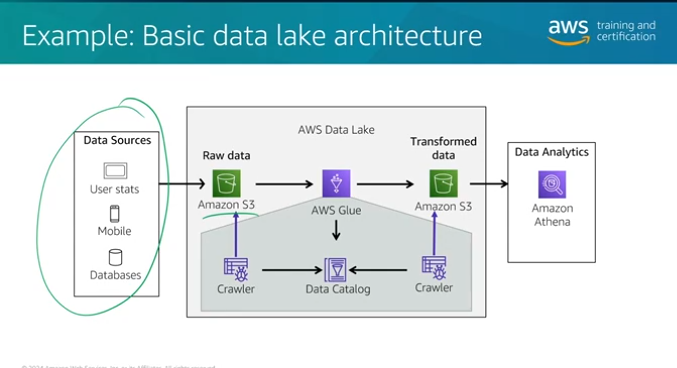 Example: Basic data lake architecture
aws training and
certification
AWS Data Lake
Data Sources
User stats
Mobile
Databases
Raw data
Amazon S3
AWS Glue
Transformed
data
Amazon S3
Crawler
Data Catalog
Crawler
Data Analytics
Amazon
Athena